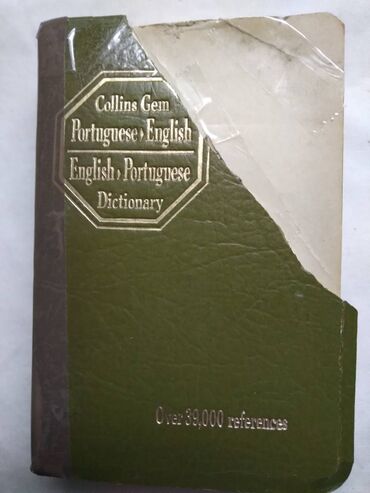 Collins Gem
Portuguese › English
English › Portuguese
Dictionary
Over 39,000 references